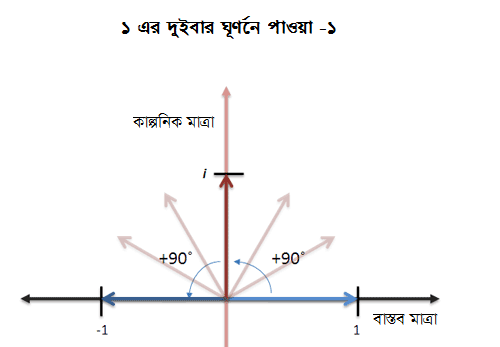 ১ এর দুইবার ঘূর্ণনে পাওয়া -১
কাল্পনিক মাত্রা
i
+90˚
+90˚
বাস্তব মাত্রা
-1
1